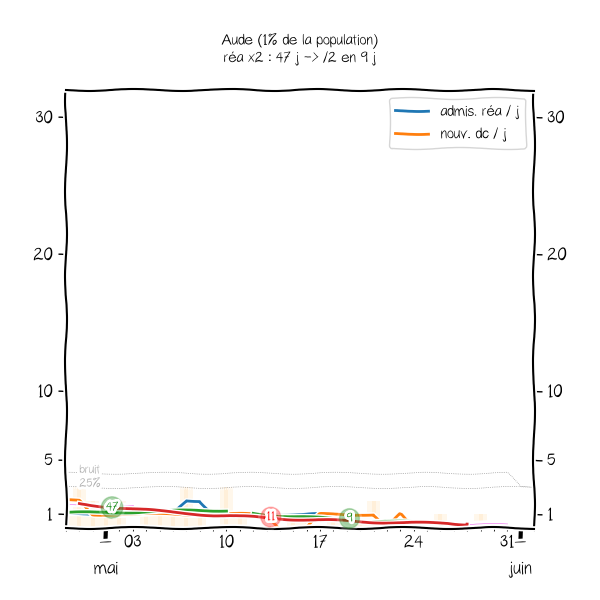 Aude (1% de la population)
réa x2 : 47 j -> /2 en 9 j
admis. réa / j
nouv. dc / j
30
30
20
20
10
10
5
5
bruit
25%
1
1
47
11
9
03
10
17
24
31
mai
juin